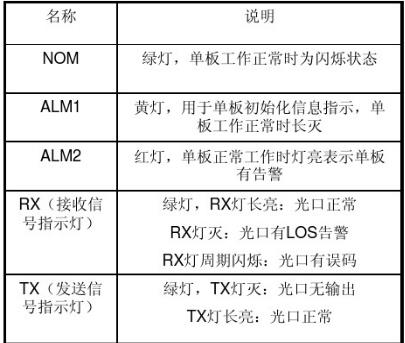 名称
说明
NOM
绿灯，单板工作正常时为闪烁状态
ALM1
黄灯，用于单板初始化信息指示，单
板工作正常时长灭
ALM2
红灯，单板正常工作时灯亮表示单板
有告警
RX（接收信
号指示灯）
绿灯，RX灯长亮：光口正常
RX灯灭：光口有LOS告警
RX灯周期闪烁：光口有误码
TX（发送信
号指示灯）
绿灯，TX灯灭：光口无输出
TX灯长亮：光口正常